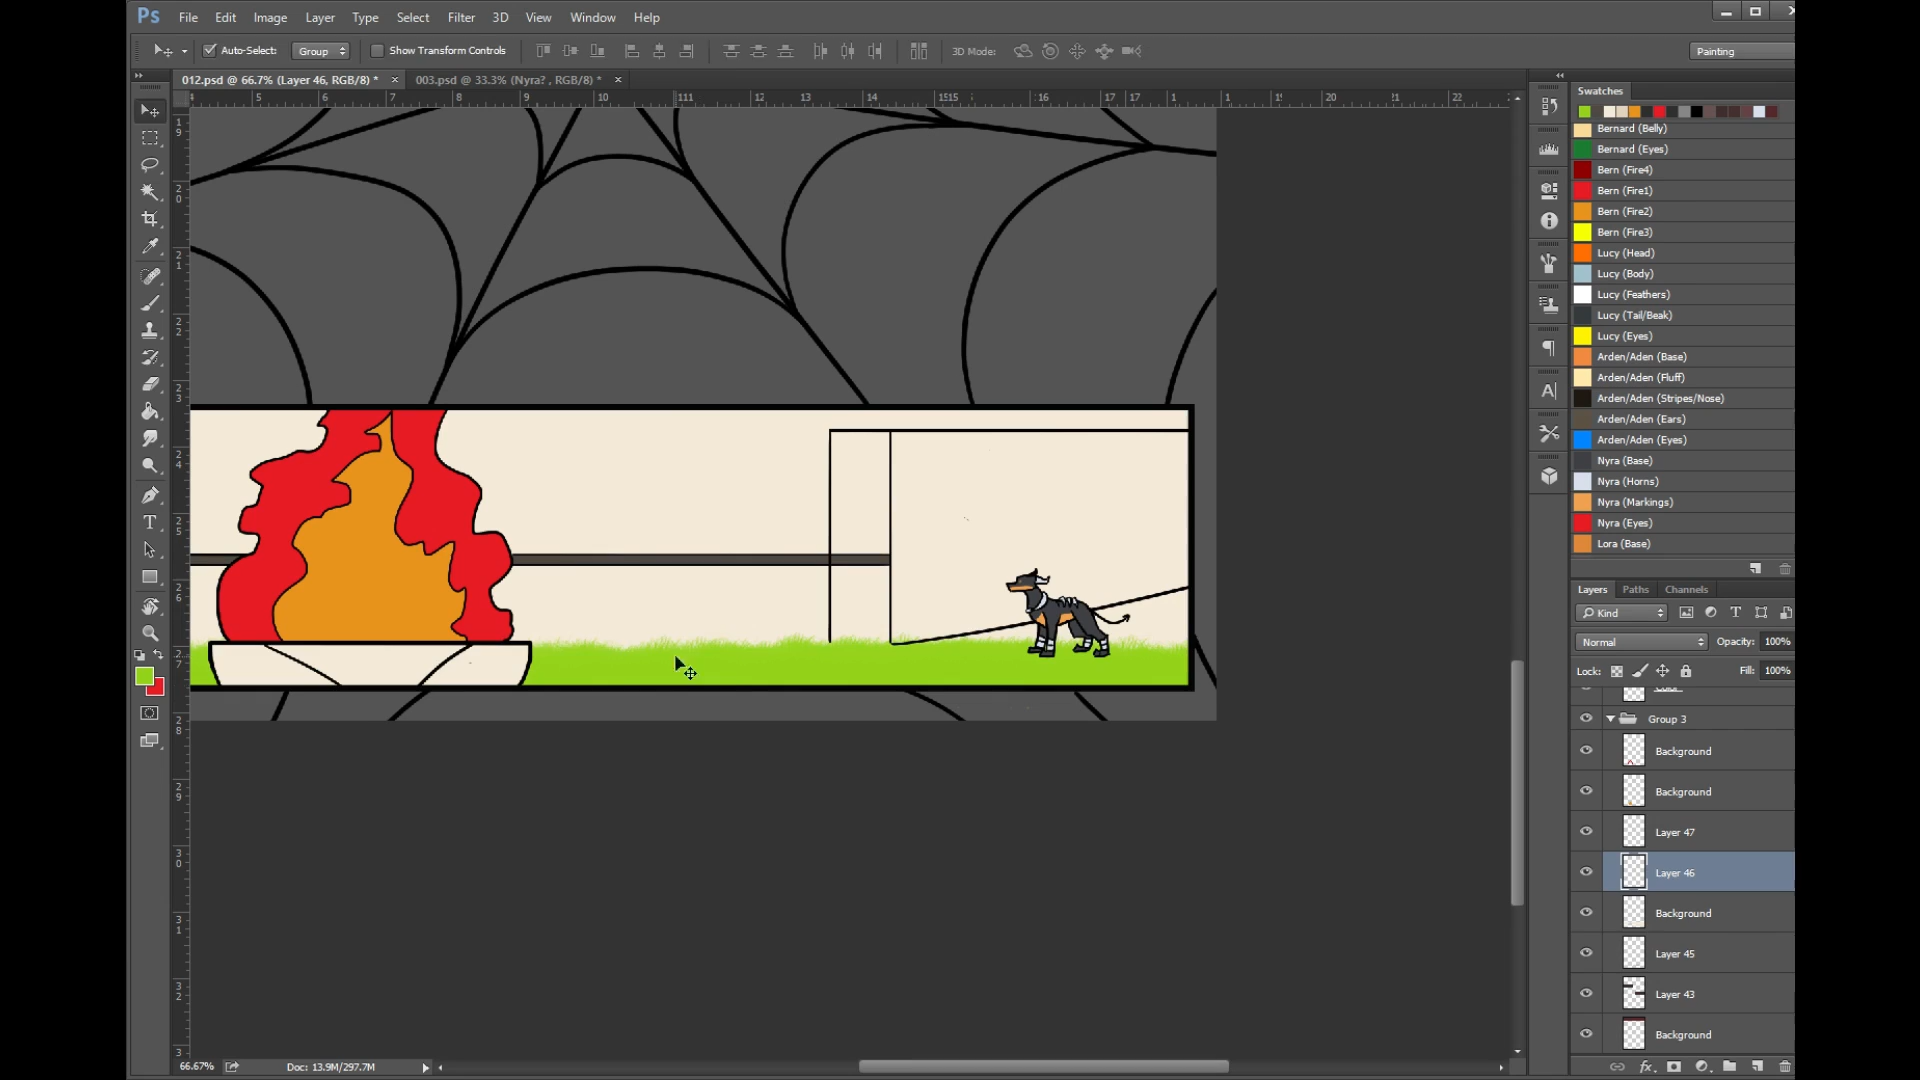 Ps File Edit Image Layer Type Select Filter 3D View Window Help
Auto-Select: Group Show Transform Controls 3D Mode: Painting
012.psd @ 66.7% (Layer 46, RGB/8) * × 003.psd @ 33.3% (Nyra? , RGB/8) * ×
Swatches
Bernard (Belly)
Bernard (Eyes)
Bern (Fire4)
Bern (Fire1)
Bern (Fire2)
Bern (Fire3)
Lucy (Head)
Lucy (Body)
Lucy (Feathers)
Lucy (Tail/Beak)
Lucy (Eyes)
Arden/Aden (Base)
Arden/Aden (Fluff)
Arden/Aden (Stripes/Nose)
Arden/Aden (Ears)
Arden/Aden (Eyes)
Nyra (Base)
Nyra (Horns)
Nyra (Markings)
Nyra (Eyes)
Lora (Base)
Layers Paths Channels
Kind
Normal Opacity: 100%
Lock: Fill: 100%
Group 3
Background
Background
Layer 47
Layer 46
Background
Layer 45
Layer 43
Background
66.67% Doc: 13.9M/297.7M